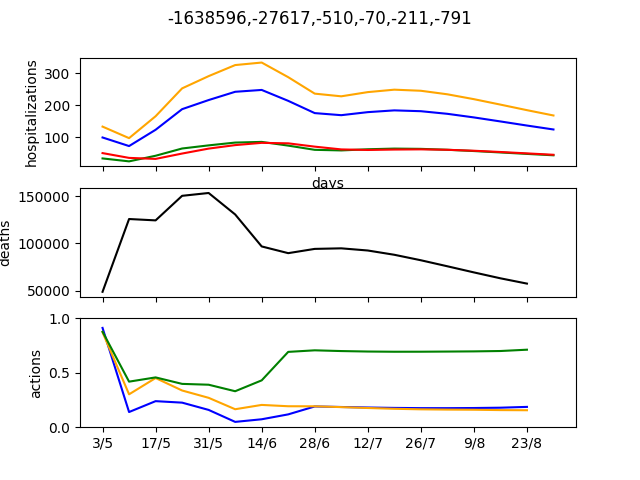 -1638596,-27617,-510,-70,-211,-791
hospitalizations
300
200
100
days
deaths
150000
100000
50000
actions
1.0
0.5
0.0
3/5 17/5 31/5 14/6 28/6 12/7 26/7 9/8 23/8